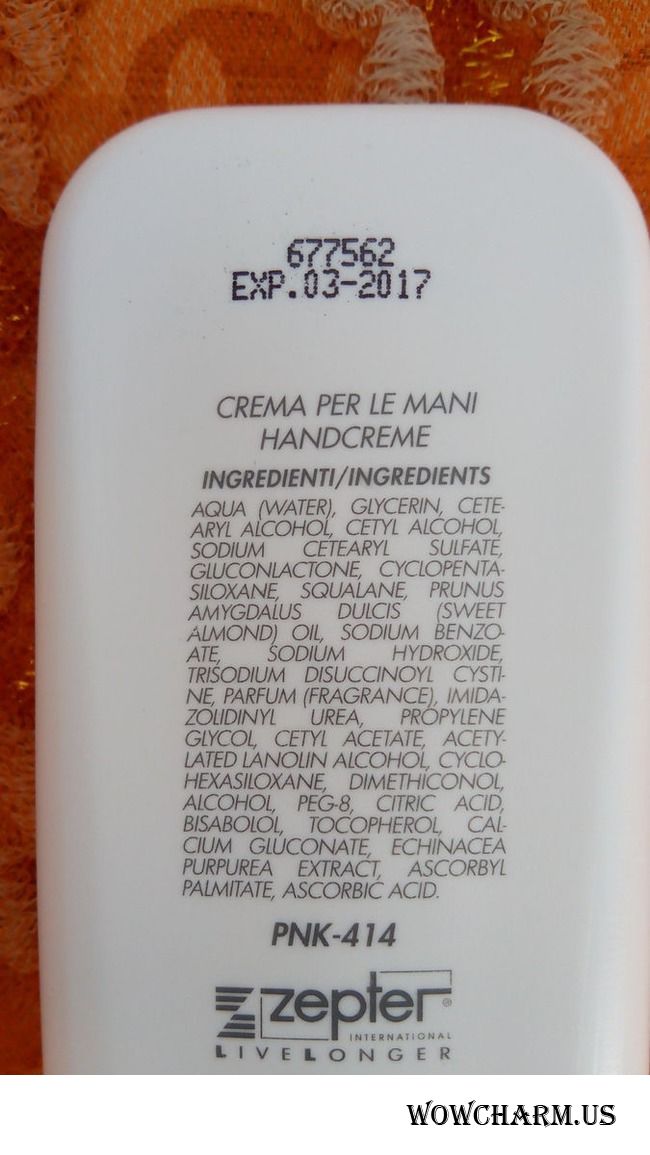 677562
EXP.03-2017
CREMA PER LE MANI
HANDCREME
INGREDIENTI/INGREDIENTS
AQUA (WATER), GLYCERIN, CETE-
ARYL ALCOHOL, CETYL ALCOHOL,
SODIUM CETEARYL SULFATE,
GLUCONLACTONE, CYCLOPENTA-
SILOXANE, SQUALANE, PRUNUS
AMYGDALUS DULCIS (SWEET
ALMOND) OIL, SODIUM BENZO-
ATE, SODIUM HYDROXIDE,
TRISODIUM DISUCCINOYL CYSTI-
NE, PARFUM (FRAGRANCE), IMIDA-
ZOLIDINYL UREA, PROPYLENE
GLYCOL, CETYL ACETATE, ACETY-
LATED LANOLIN ALCOHOL, CYCLO-
HEXASILOXANE, DIMETHICONOL,
ALCOHOL, PEG-8, CITRIC ACID,
BISABOLOL, TOCOPHEROL, CAL-
CIUM GLUCONATE, ECHINACEA
PURPUREA EXTRACT, ASCORBYL
PALMITATE, ASCORBIC ACID.
PNK-414
zepter®
INTERNATIONAL
LIVELONGER
WOWCHARM.US